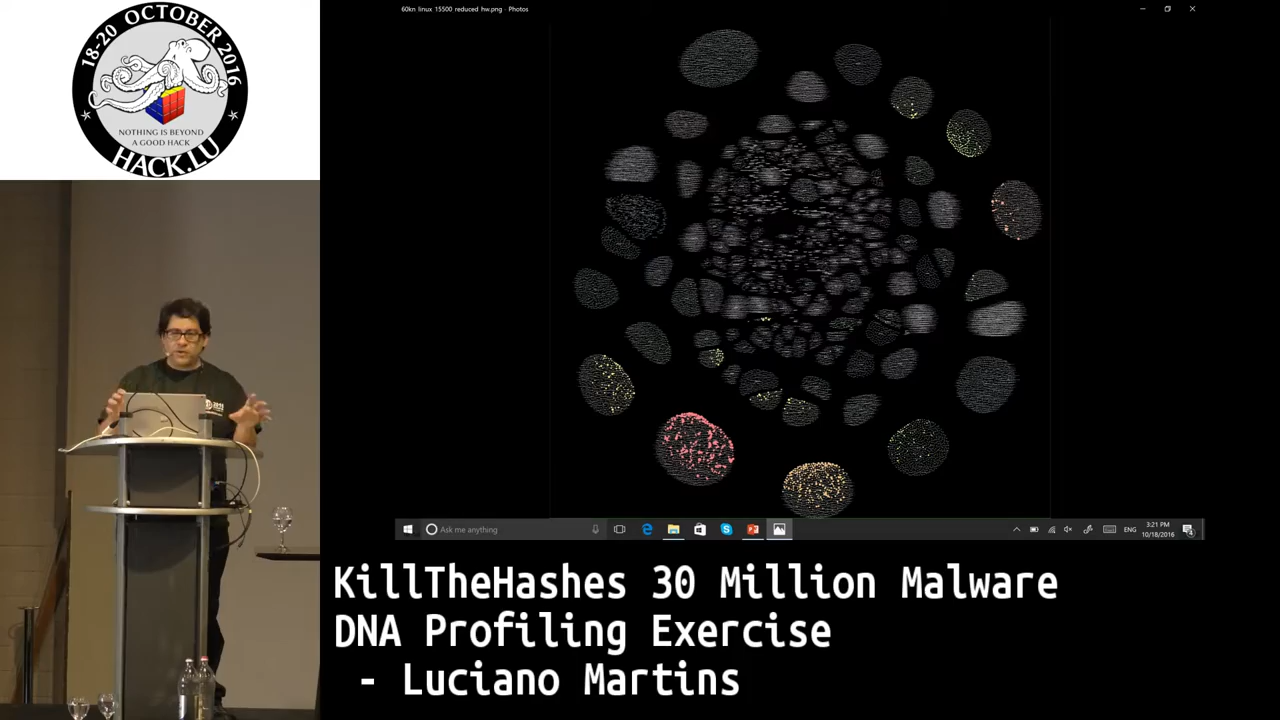 18-20 OCTOBER 2016
NOTHING IS BEYOND
A GOOD HACK
HACK.LU
60kn linux 15500 reduced hw.png - Photos
Ask me anything
ENG
3:21 PM
10/18/2016
KillTheHashes 30 Million Malware
DNA Profiling Exercise
- Luciano Martins